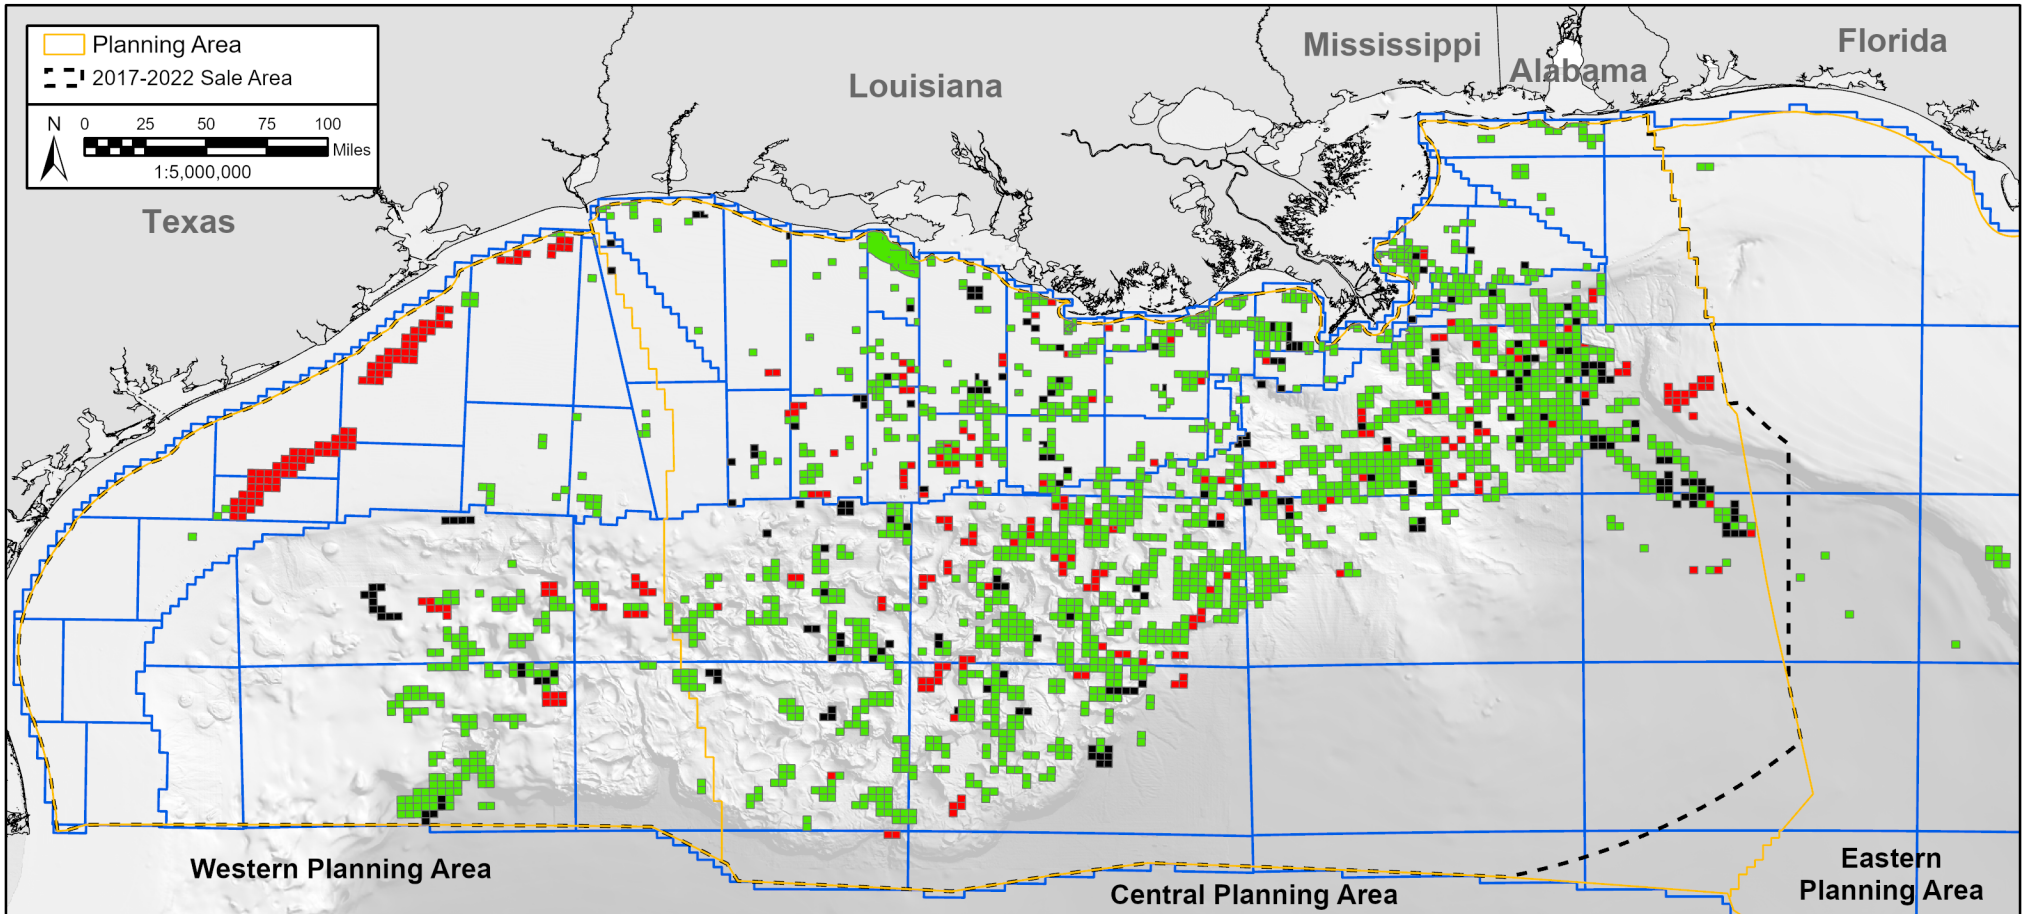 Planning Area
2017-2022 Sale Area
N
0 25 50 75 100
Miles
1:5,000,000
Texas
Louisiana
Mississippi
Alabama
Florida
Western Planning Area
Central Planning Area
Eastern
Planning Area